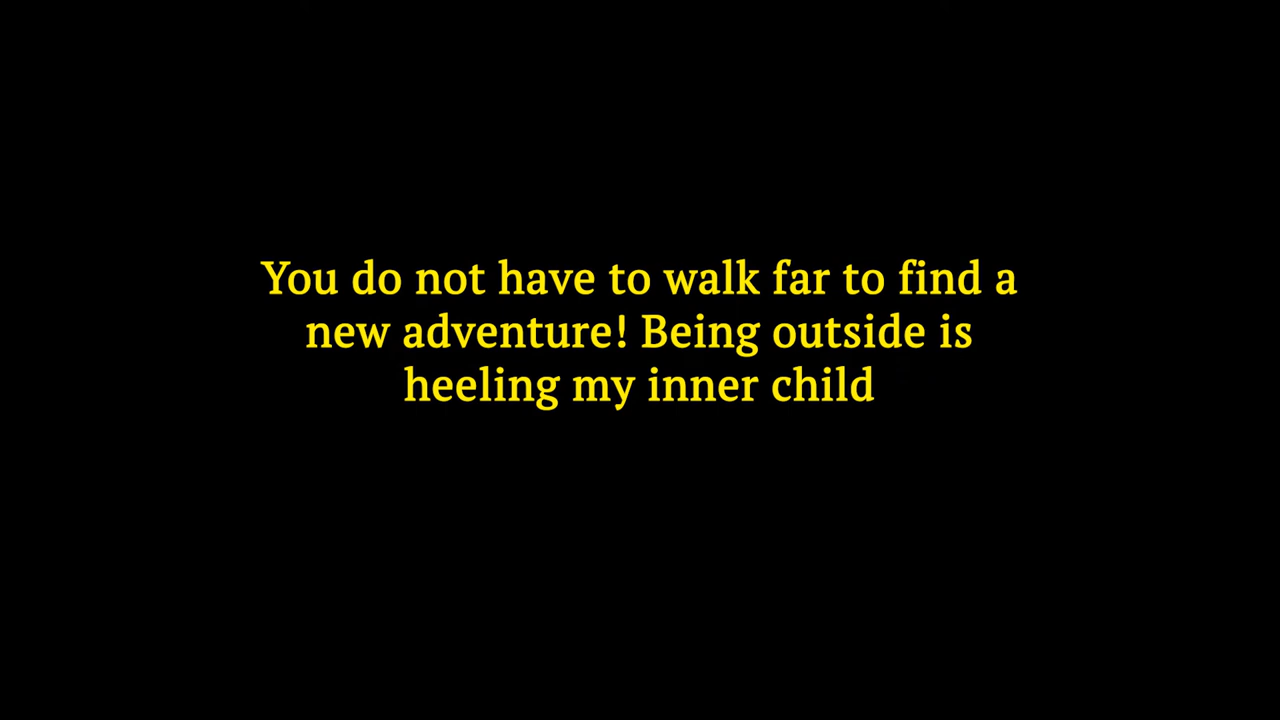 You do not have to walk far to find a
new adventure! Being outside is
heeling my inner child